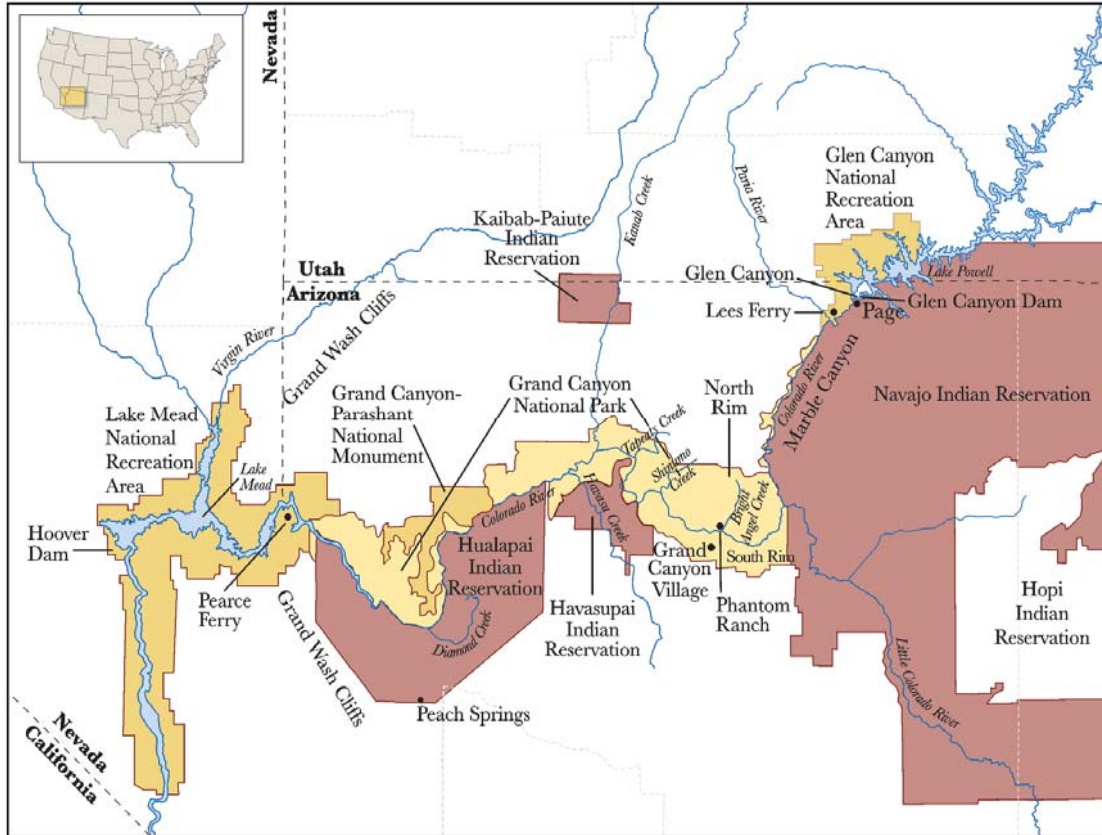 Nevada
Utah
Arizona
Nevada
California
Virgin River
Grand Wash Cliffs
Kaibab-Paiute
Indian
Reservation
Kanab Creek
Paria River
Glen Canyon
National
Recreation
Area
Lake Powell
Glen Canyon
Glen Canyon Dam
Lees Ferry
Page
Colorado River
Marble Canyon
Navajo Indian Reservation
Lake Mead
National
Recreation
Area
Lake
Mead
Hoover
Dam
Pearce
Ferry
Grand Wash Cliffs
Grand Canyon-
Parashant
National
Monument
Grand Canyon
National Park
North
Rim
Tapeats Creek
Shinumo
Creek
Bright
Angel Creek
Colorado River
Havasu Creek
Hualapai
Indian
Reservation
Diamond Creek
Peach Springs
Havasupai
Indian
Reservation
Grand
Canyon
Village
South Rim
Phantom
Ranch
Hopi
Indian
Reservation
Little Colorado River